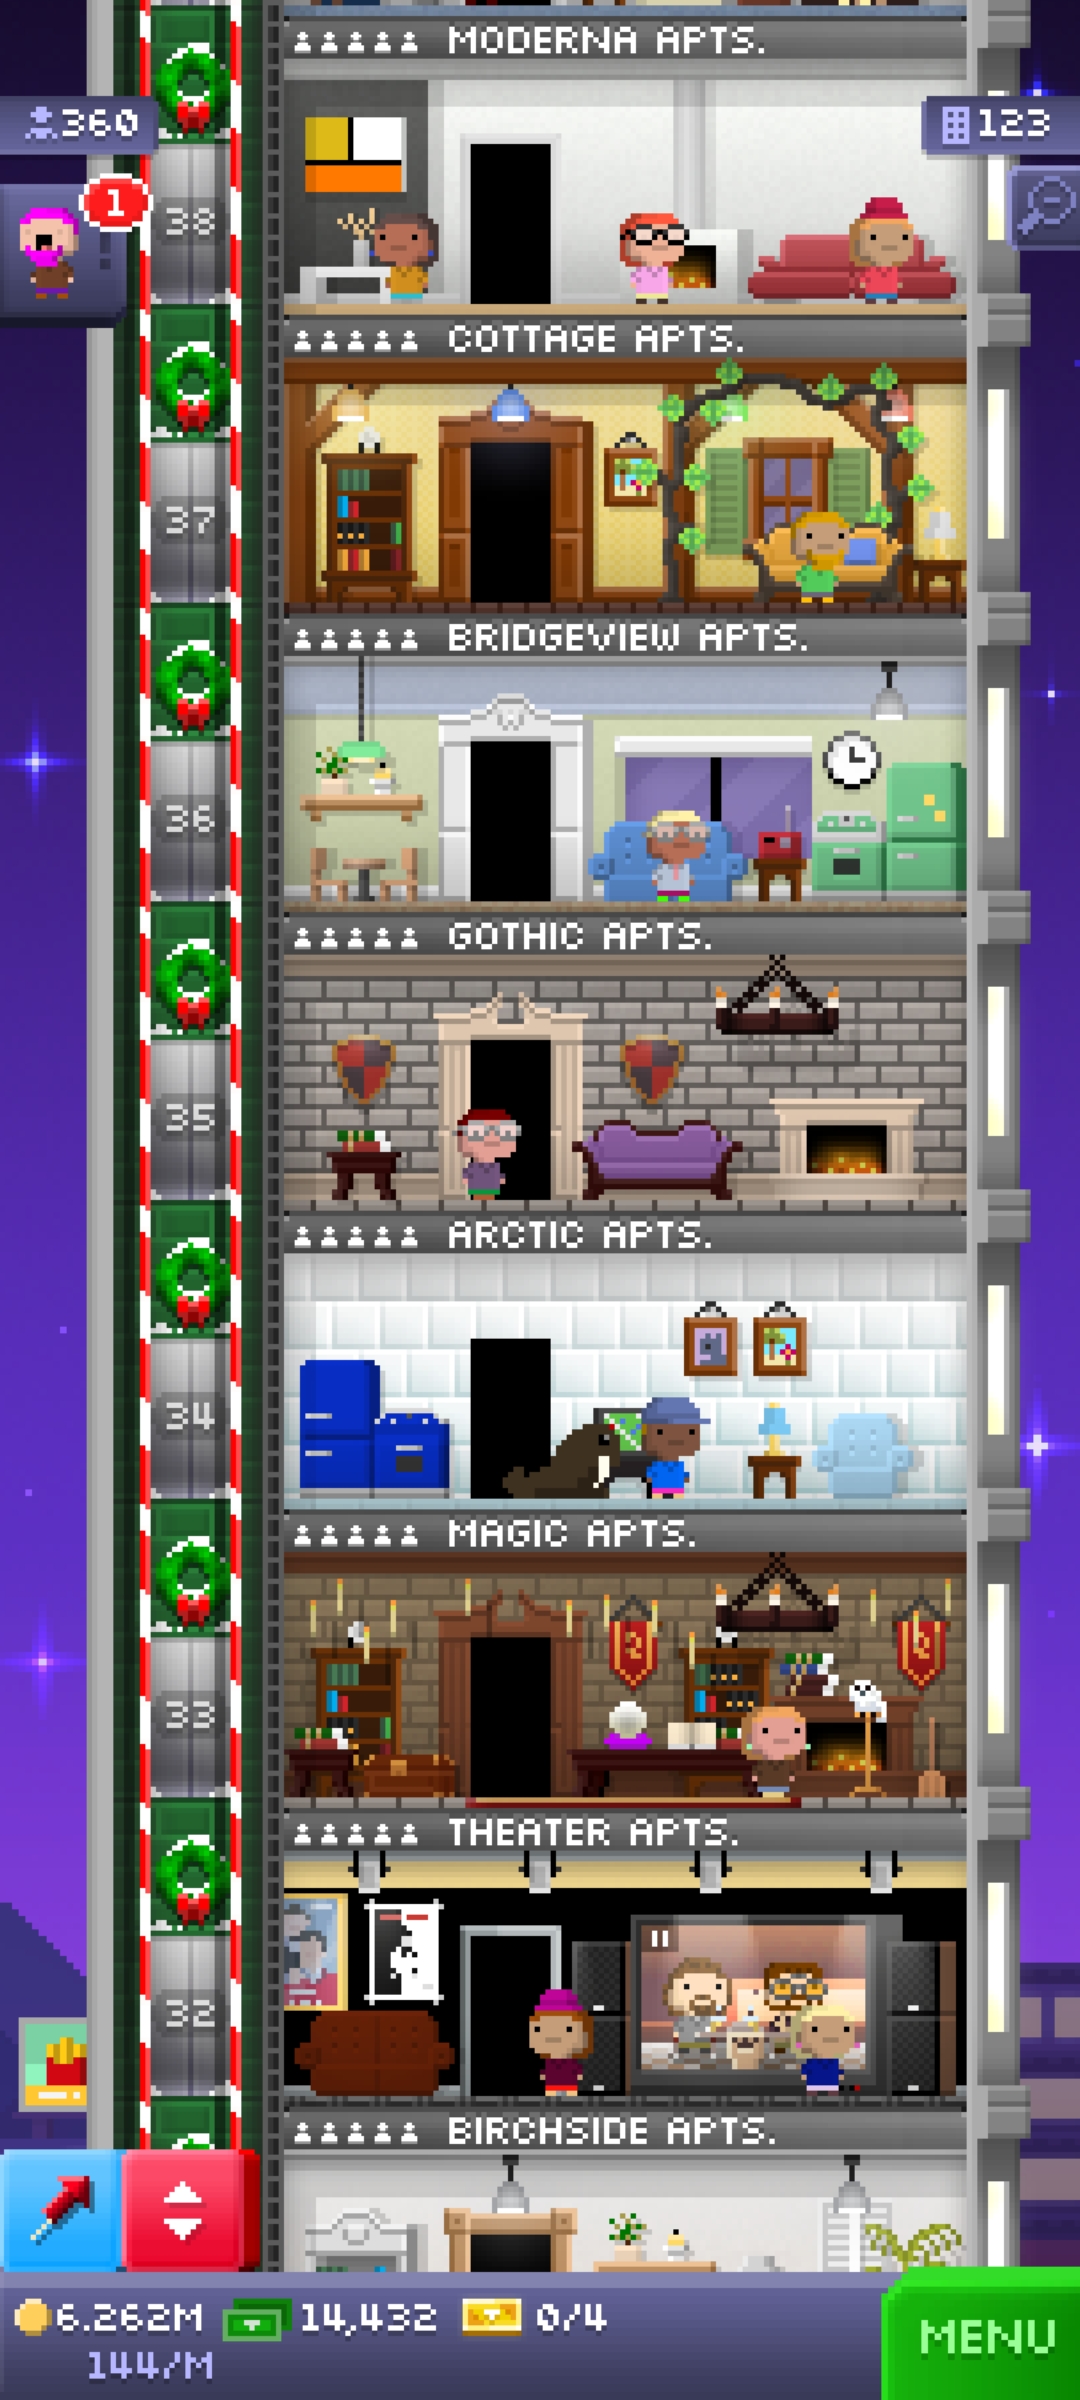 MODERNA APTS.
360
123
1
38
COTTAGE APTS.
37
BRIDGEVIEW APTS.
36
GOTHIC APTS.
35
ARCTIC APTS.
34
MAGIC APTS.
33
THEATER APTS.
32
BIRCHSIDE APTS.
6.262M
14,432
0/4
144/M
MENU